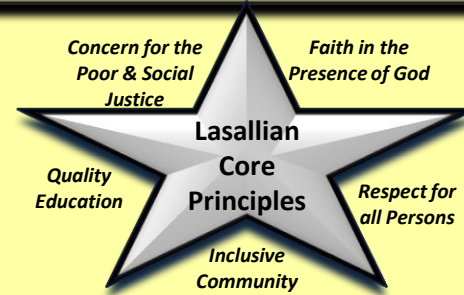 Concern for the
Poor & Social
Justice
Faith in the
Presence of God
Lasallian
Core
Principles
Quality
Education
Respect for
all Persons
Inclusive
Community